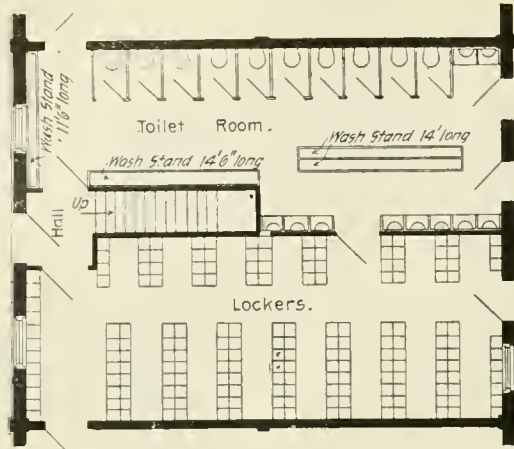 Wash Stand
11'6" long
Toilet Room.
Wash Stand 14' long
Wash Stand 14'6" long
Up
Hall
Lockers.